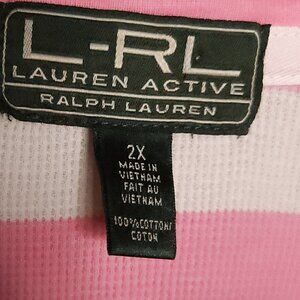 L-RL
LAUREN ACTIVE
RALPH LAUREN
2X
MADE IN
VIETNAM
FAIT AU
VIETNAM
100%COTTON/
COTON